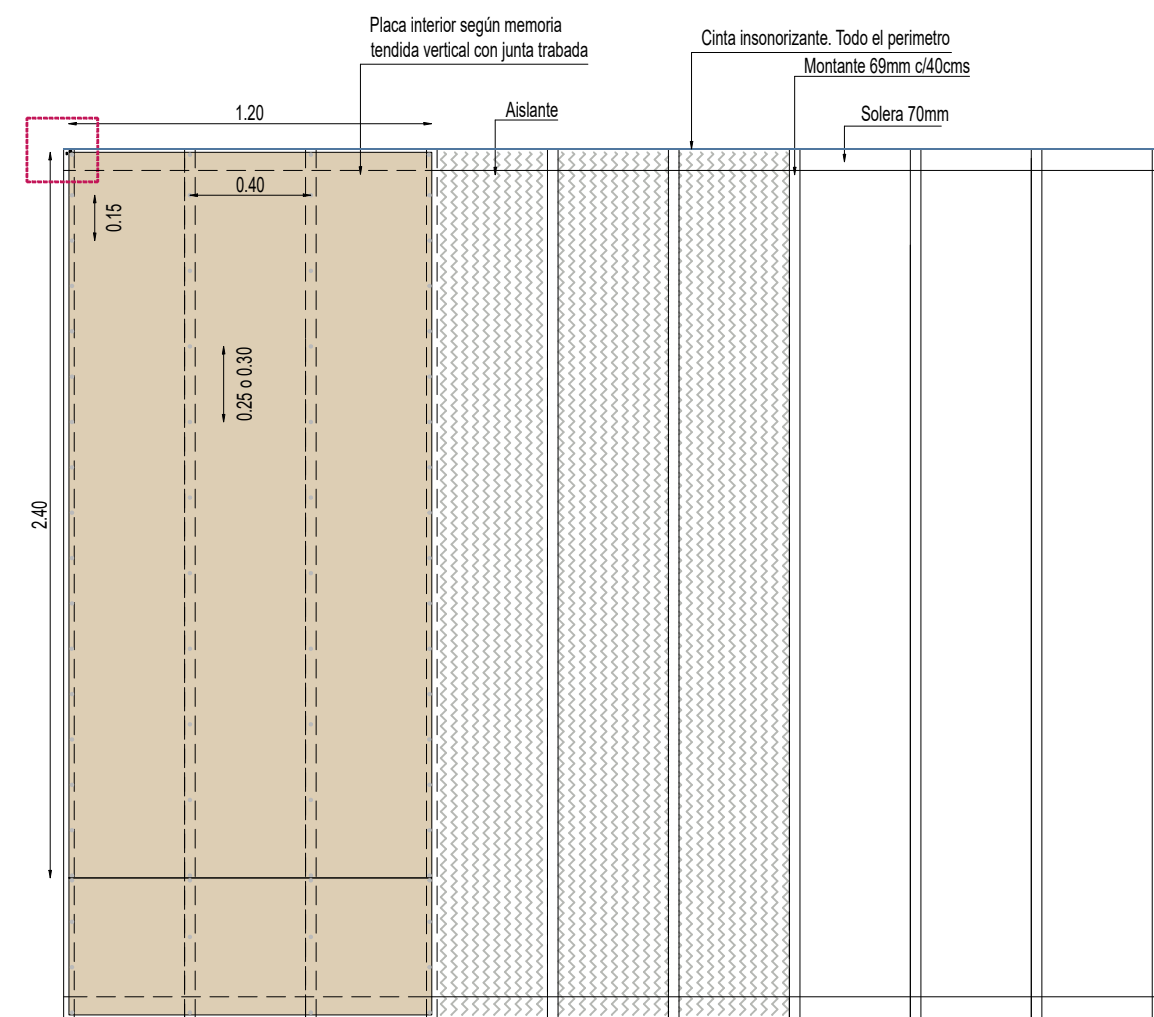 Placa interior según memoria
tendida vertical con junta trabada
Cinta insonorizante. Todo el perimetro
Montante 69mm c/40cms
Aislante
Solera 70mm
1.20
0.40
0.15
0.25 o 0.30
2.40